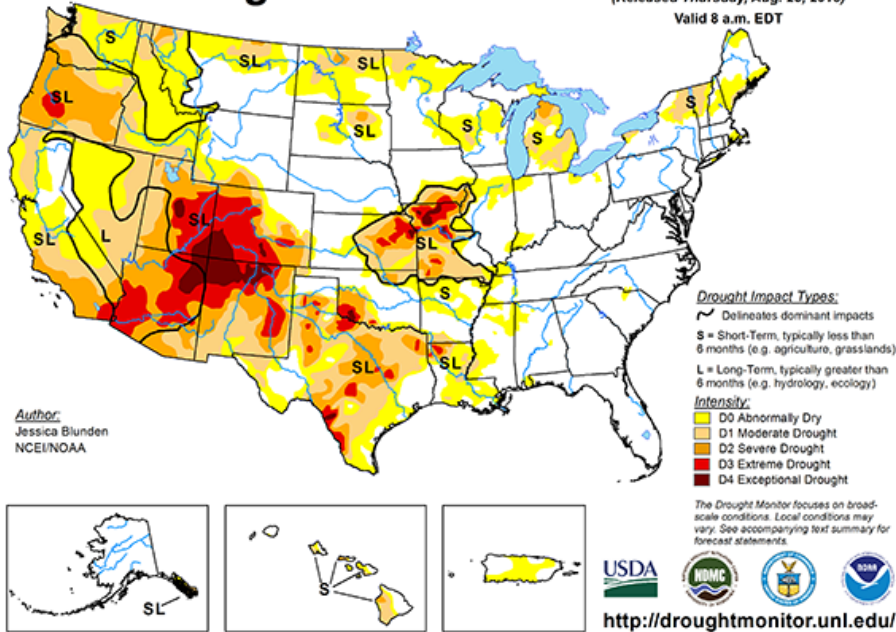 Valid 8 a.m. EDT
S
SL
SL
SL
SL
S
S
S
SL
L
SL
SL
S
SL
SL
Drought Impact Types:
Delineates dominant impacts
S = Short-Term, typically less than
6 months (e.g. agriculture, grasslands)
L = Long-Term, typically greater than
6 months (e.g. hydrology, ecology)
Intensity:
D0 Abnormally Dry
D1 Moderate Drought
D2 Severe Drought
D3 Extreme Drought
D4 Exceptional Drought
Author:
Jessica Blunden
NCEI/NOAA
The Drought Monitor focuses on broad-
scale conditions. Local conditions may
vary. See accompanying text summary for
forecast statements.
SL
S
USDA
NDMC
NOAA
http://droughtmonitor.unl.edu/